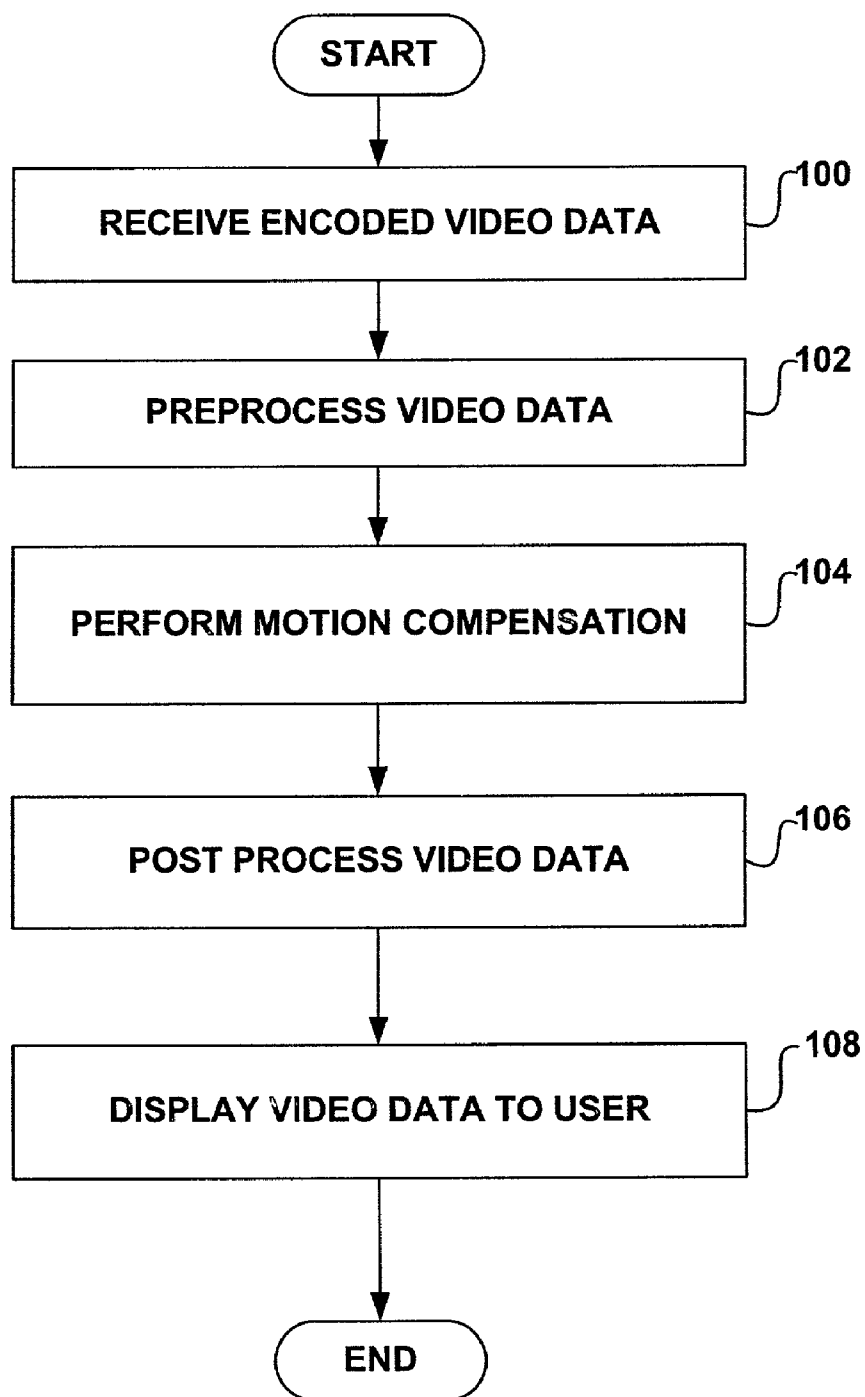 START
100
RECEIVE ENCODED VIDEO DATA
102
PREPROCESS VIDEO DATA
104
PERFORM MOTION COMPENSATION
106
POST PROCESS VIDEO DATA
108
DISPLAY VIDEO DATA TO USER
END